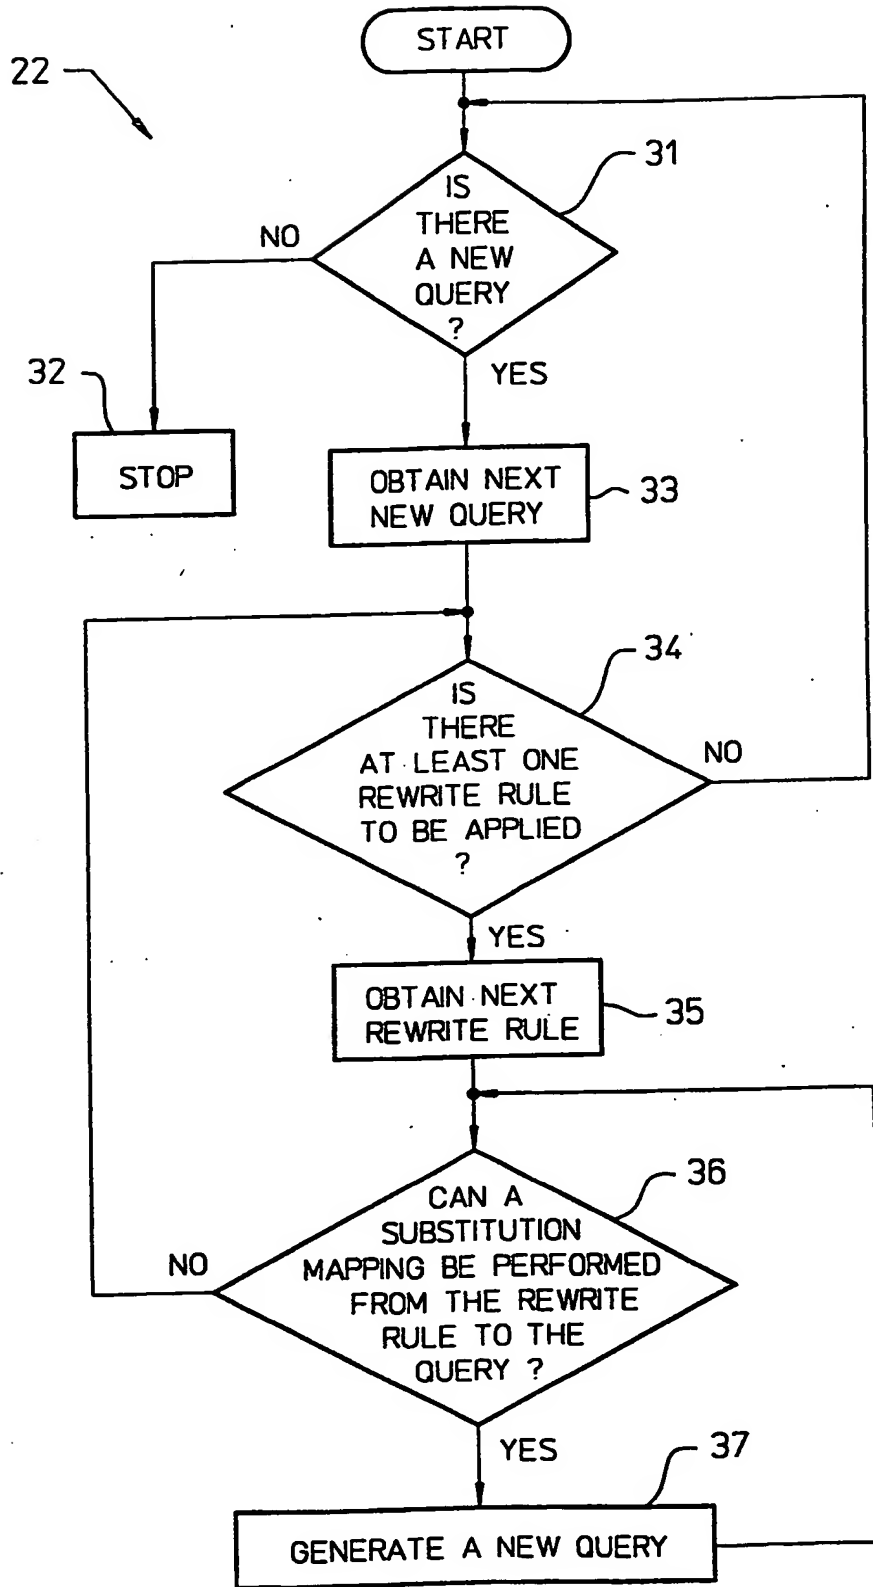 START
22
31
IS
THERE
A NEW
QUERY
?
NO
YES
32
STOP
OBTAIN NEXT
NEW QUERY
33
34
IS
THERE
AT LEAST ONE
REWRITE RULE
TO BE APPLIED
?
NO
YES
OBTAIN NEXT
REWRITE RULE
35
36
CAN A
SUBSTITUTION
MAPPING BE PERFORMED
FROM THE REWRITE
RULE TO THE
QUERY ?
NO
YES
37
GENERATE A NEW QUERY